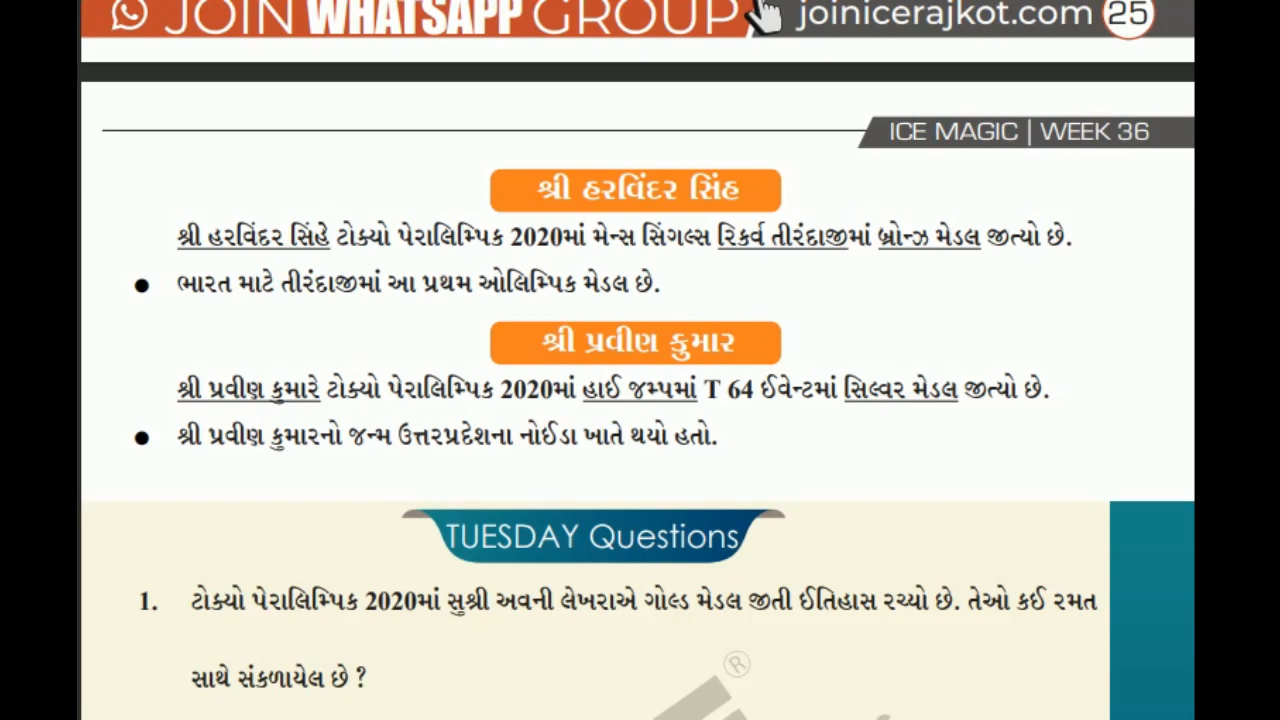 JOIN WHATSAPP GROUP joinicerajkot.com 25
ICE MAGIC | WEEK 36
શ્રી હરવિંદર સિંહ
શ્રી હરવિંદર સિંહે ટોક્યો પેરાલિમ્પિક 2020માં મેન્સ સિંગલ્સ રિકર્વ તીરંદાજીમાં બ્રોન્ઝ મેડલ જીત્યો છે.
● ભારત માટે તીરંદાજીમાં આ પ્રથમ ઓલિમ્પિક મેડલ છે.
શ્રી પ્રવીણ કુમાર
શ્રી પ્રવીણ કુમારે ટોક્યો પેરાલિમ્પિક 2020માં હાઈ જમ્પમાં T 64 ઈવેન્ટમાં સિલ્વર મેડલ જીત્યો છે.
● શ્રી પ્રવીણ કુમારનો જન્મ ઉત્તરપ્રદેશના નોઈડા ખાતે થયો હતો.
TUESDAY Questions
1. ટોક્યો પેરાલિમ્પિક 2020માં સુશ્રી અવની લેખરાએ ગોલ્ડ મેડલ જીતી ઈતિહાસ રચ્યો છે. તેઓ કઈ રમત
સાથે સંકળાયેલ છે ?
®